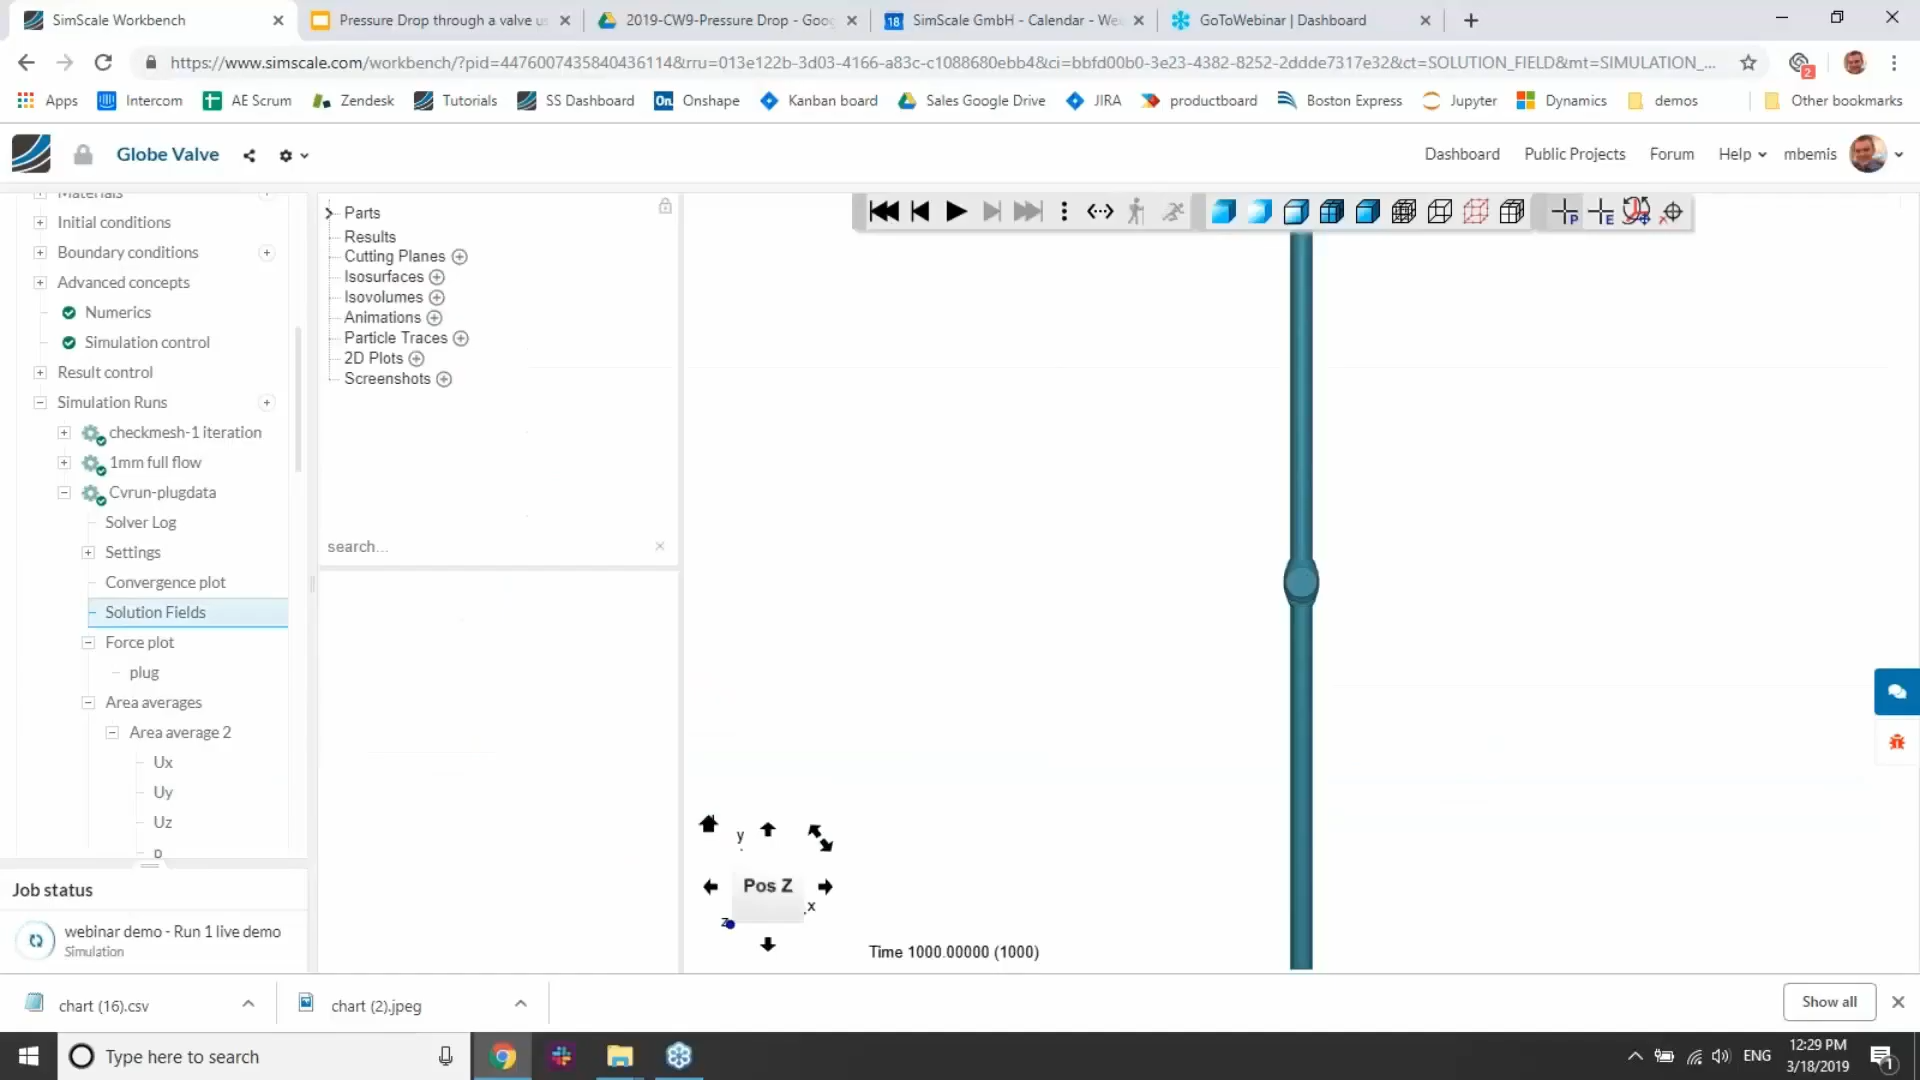 SimScale Workbench
Pressure Drop through a valve u
2019-CW9-Pressure Drop - Goo
18
SimScale GmbH - Calendar - We
GoToWebinar | Dashboard
https://www.simscale.com/workbench/?pid=4476007435840436114&rru=013e122b-3d03-4166-a83c-c1088680ebb4&ci=bbfd00b0-3e23-4382-8252-2ddde7317e32&ct=SOLUTION_FIELD&mt=SIMULATION_...
2
Apps
Intercom
AE Scrum
Zendesk
Tutorials
SS Dashboard
On
Onshape
Kanban board
Sales Google Drive
JIRA
productboard
Boston Express
Jupyter
Dynamics
demos
Other bookmarks
Globe Valve
Dashboard
Public Projects
Forum
Help
mbemis
Materials
Initial conditions
Boundary conditions
Advanced concepts
Numerics
Simulation control
Result control
Simulation Runs
checkmesh-1 iteration
1mm full flow
Cvrun-plugdata
Solver Log
Settings
Convergence plot
Solution Fields
Force plot
plug
Area averages
Area average 2
Ux
Uy
Uz
p
Job status
webinar demo - Run 1 live demo
Simulation
Parts
Results
Cutting Planes
Isosurfaces
Isovolumes
Animations
Particle Traces
2D Plots
Screenshots
search...
P
E
y
Pos Z
x
z
Time 1000.00000 (1000)
chart (16).csv
chart (2).jpeg
Show all
Type here to search
ENG
12:29 PM
3/18/2019
1